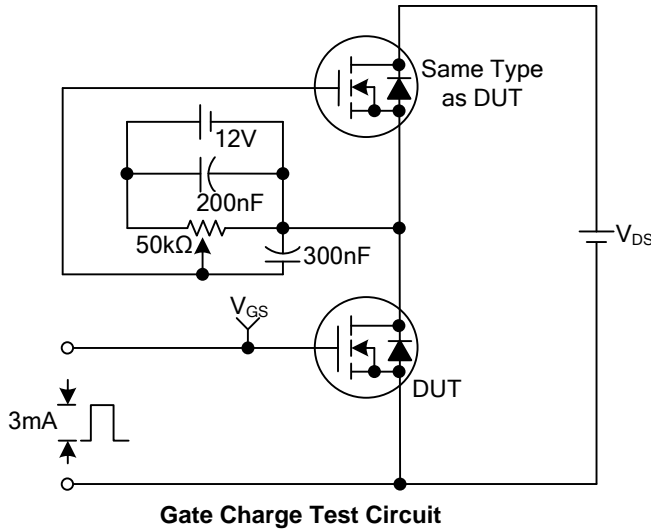 Same Type
as DUT
12V
200nF
50kΩ
300nF
VDS
VGS
DUT
3mA
Gate Charge Test Circuit